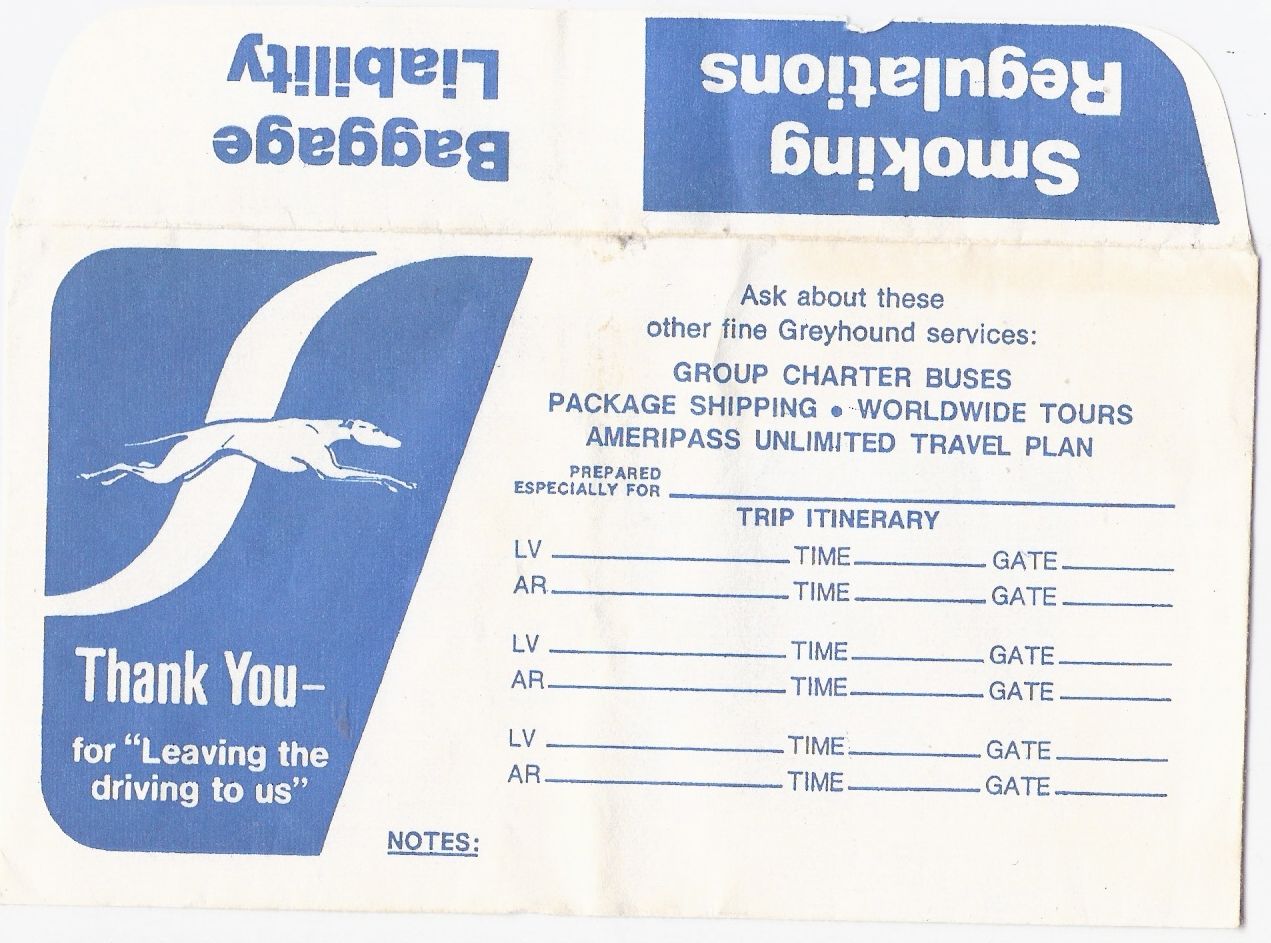 Baggage
Liability
Smoking
Regulations
Ask about these
other fine Greyhound services:
GROUP CHARTER BUSES
PACKAGE SHIPPING • WORLDWIDE TOURS
AMERIPASS UNLIMITED TRAVEL PLAN
PREPARED
ESPECIALLY FOR
TRIP ITINERARY
LV TIME GATE
AR TIME GATE
LV TIME GATE
AR TIME GATE
LV TIME GATE
AR TIME GATE
NOTES:
Thank You–
for “Leaving the
driving to us”